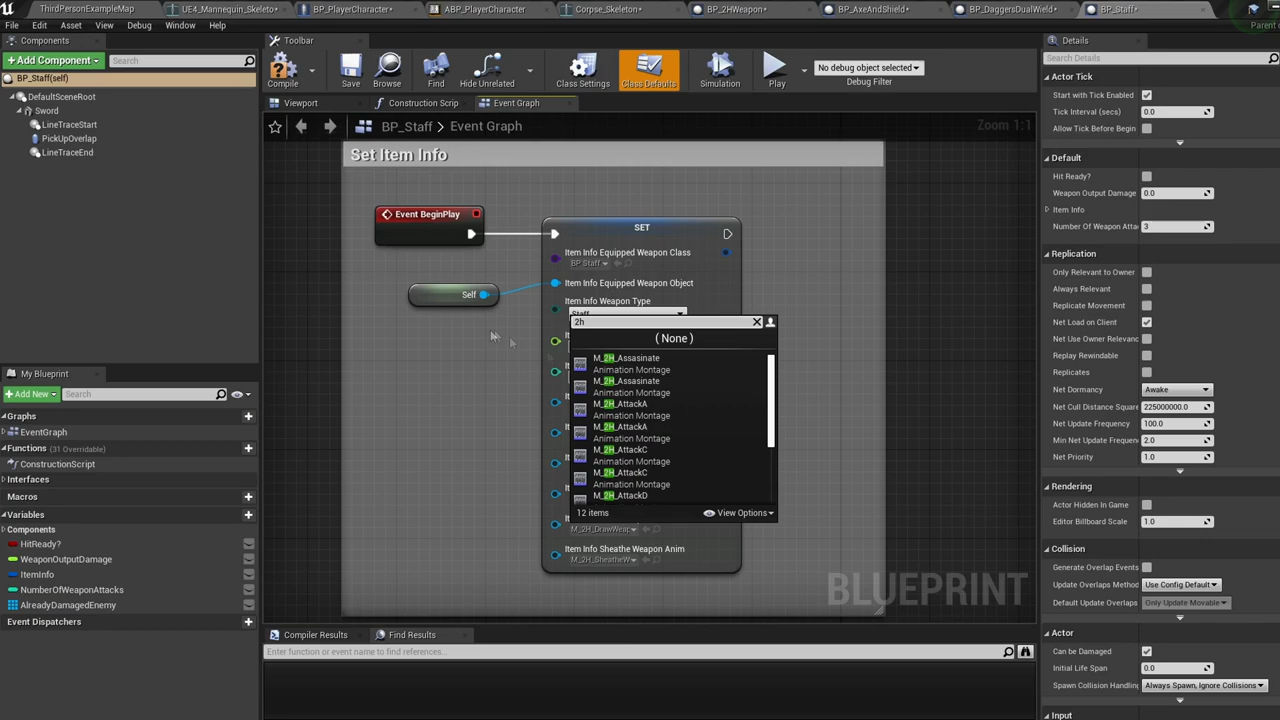 ThirdPersonExampleMap
UE4_Mannequin_Skeleto•
BP_PlayerCharacter•
ABP_PlayerCharacter
Corpse_Skeleton•
BP_2HWeapon•
BP_AxeAndShield•
BP_DaggersDualWield•
BP_Staff•
File Edit Asset View Debug Window Help
Parent
Components
Toolbar
Details
Add Component Search
Search Details
BP_Staff(self)
DefaultSceneRoot
Sword
LineTraceStart
PickUpOverlap
LineTraceEnd
Compile Save Browse Find Hide Unrelated Class Settings Class Defaults Simulation Play
No debug object selected
Debug Filter
Viewport Construction Scrip Event Graph
BP_Staff Event Graph
Zoom 1:1
Set Item Info
Event BeginPlay
SET
Item Info Equipped Weapon Class
BP Staff
Item Info Equipped Weapon Object
Self
Item Info Weapon Type
Staff
2h
( None )
M_2H_Assasinate
Animation Montage
M_2H_Assasinate
Animation Montage
M_2H_AttackA
Animation Montage
M_2H_AttackA
Animation Montage
M_2H_AttackC
Animation Montage
M_2H_AttackC
Animation Montage
M_2H_AttackD
12 items
View Options
M_2H_DrawWeap
Item Info Sheathe Weapon Anim
M_2H_SheatheW
BLUEPRINT
My Blueprint
Add New Search
Graphs
EventGraph
Functions (31 Overridable)
ConstructionScript
Interfaces
Macros
Variables
Components
HitReady?
WeaponOutputDamage
ItemInfo
NumberOfWeaponAttacks
AlreadyDamagedEnemy
Event Dispatchers
Compiler Results Find Results
Enter function or event name to find references...
Actor Tick
Start with Tick Enabled
Tick Interval (secs) 0.0
Allow Tick Before Begin
Default
Hit Ready?
Weapon Output Damage 0.0
Item Info
Number Of Weapon Attac 3
Replication
Only Relevant to Owner
Always Relevant
Replicate Movement
Net Load on Client
Net Use Owner Relevanc
Replay Rewindable
Replicates
Net Dormancy Awake
Net Cull Distance Square 225000000.0
Net Update Frequency 100.0
Min Net Update Frequen 2.0
Net Priority 1.0
Rendering
Actor Hidden In Game
Editor Billboard Scale 1.0
Collision
Generate Overlap Events
Update Overlaps Method Use Config Default
Default Update Overlaps Only Update Movable
Actor
Can be Damaged
Initial Life Span 0.0
Spawn Collision Handling Always Spawn, Ignore Collisions
Input